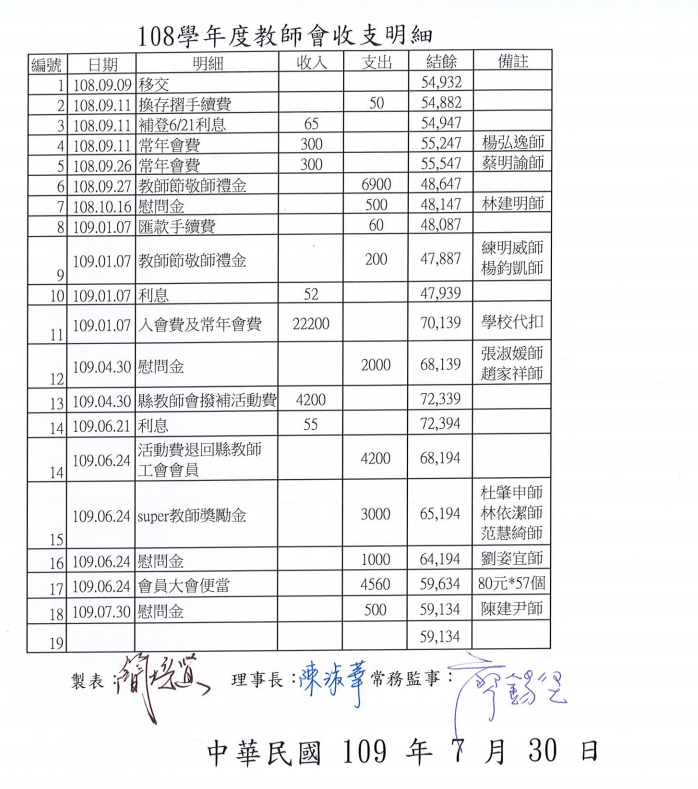 108學年度教師會收支明細
編號 日期 明細 收入 支出 結餘 備註
1 108.09.09 移交 54,932
2 108.09.11 換存摺手續費 50 54,882
3 108.09.11 補登6/21利息 65 54,947
4 108.09.11 常年會費 300 55,247 楊弘逸師
5 108.09.26 常年會費 300 55,547 蔡明諭師
6 108.09.27 教師節敬師禮金 6900 48,647
7 108.10.16 慰問金 500 48,147 林建明師
8 109.01.07 匯款手續費 60 48,087
9 109.01.07 教師節敬師禮金 200 47,887 練明威師
楊鈞凱師
10 109.01.07 利息 52 47,939
11 109.01.07 入會費及常年會費 22200 70,139 學校代扣
12 109.04.30 慰問金 2000 68,139 張淑媛師
趙家祥師
13 109.04.30 縣教師會撥補活動費 4200 72,339
14 109.06.21 利息 55 72,394
14 109.06.24 活動費退回縣教師
工會會員 4200 68,194
15 109.06.24 super教師獎勵金 3000 65,194 杜肇申師
林依潔師
范慧綺師
16 109.06.24 慰問金 1000 64,194 劉姿宜師
17 109.06.24 會員大會便當 4560 59,634 80元*57個
18 109.07.30 慰問金 500 59,134 陳建尹師
19 59,134
製表： 理事長：陳淑華 常務監事：
中華民國 109 年 7 月 30 日